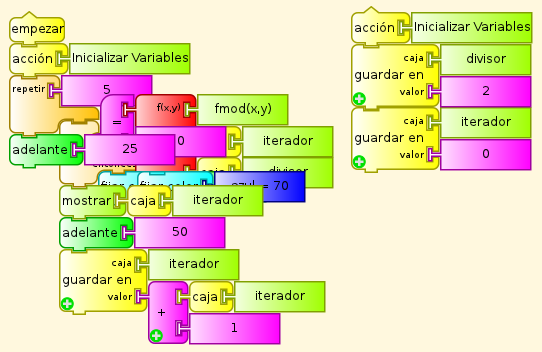 empezar
acción Inicializar Variables
repetir 5
= f(x,y) fmod(x,y)
0 iterador
adelante 25
divisor
azul = 70
mostrar caja iterador
adelante 50
guardar en caja iterador
valor + caja iterador
1
acción Inicializar Variables
guardar en caja divisor
valor 2
guardar en caja iterador
valor 0